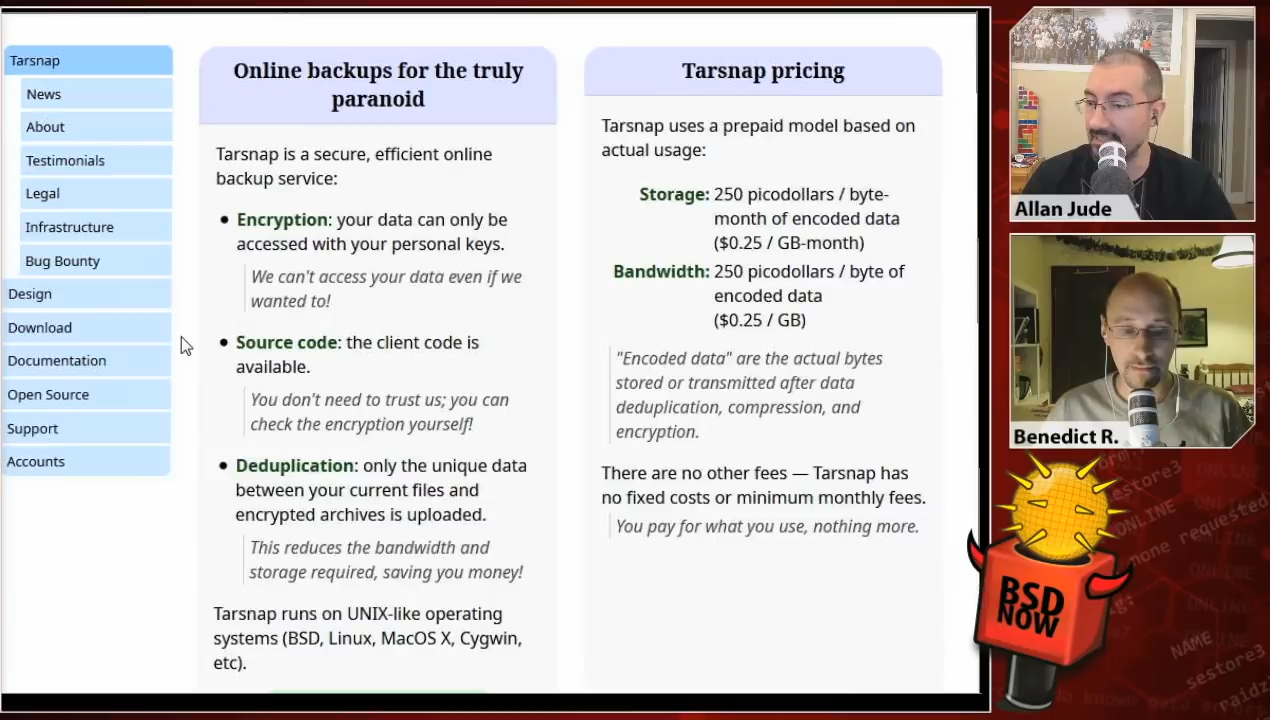 Tarsnap
News
About
Testimonials
Legal
Infrastructure
Bug Bounty
Design
Download
Documentation
Open Source
Support
Accounts
Online backups for the truly
paranoid
Tarsnap is a secure, efficient online
backup service:
• Encryption: your data can only be
accessed with your personal keys.
We can't access your data even if we
wanted to!
• Source code: the client code is
available.
You don't need to trust us; you can
check the encryption yourself!
• Deduplication: only the unique data
between your current files and
encrypted archives is uploaded.
This reduces the bandwidth and
storage required, saving you money!
Tarsnap runs on UNIX-like operating
systems (BSD, Linux, MacOS X, Cygwin,
etc).
Tarsnap pricing
Tarsnap uses a prepaid model based on
actual usage:
Storage: 250 picodollars / byte-
month of encoded data
($0.25 / GB-month)
Bandwidth: 250 picodollars / byte of
encoded data
($0.25 / GB)
"Encoded data" are the actual bytes
stored or transmitted after data
deduplication, compression, and
encryption.
There are no other fees — Tarsnap has
no fixed costs or minimum monthly fees.
You pay for what you use, nothing more.
Allan Jude
Benedict R.
BSD
NOW
estore3
ONLINE
none requested
ONLINE
NAME
sestore3
raidz